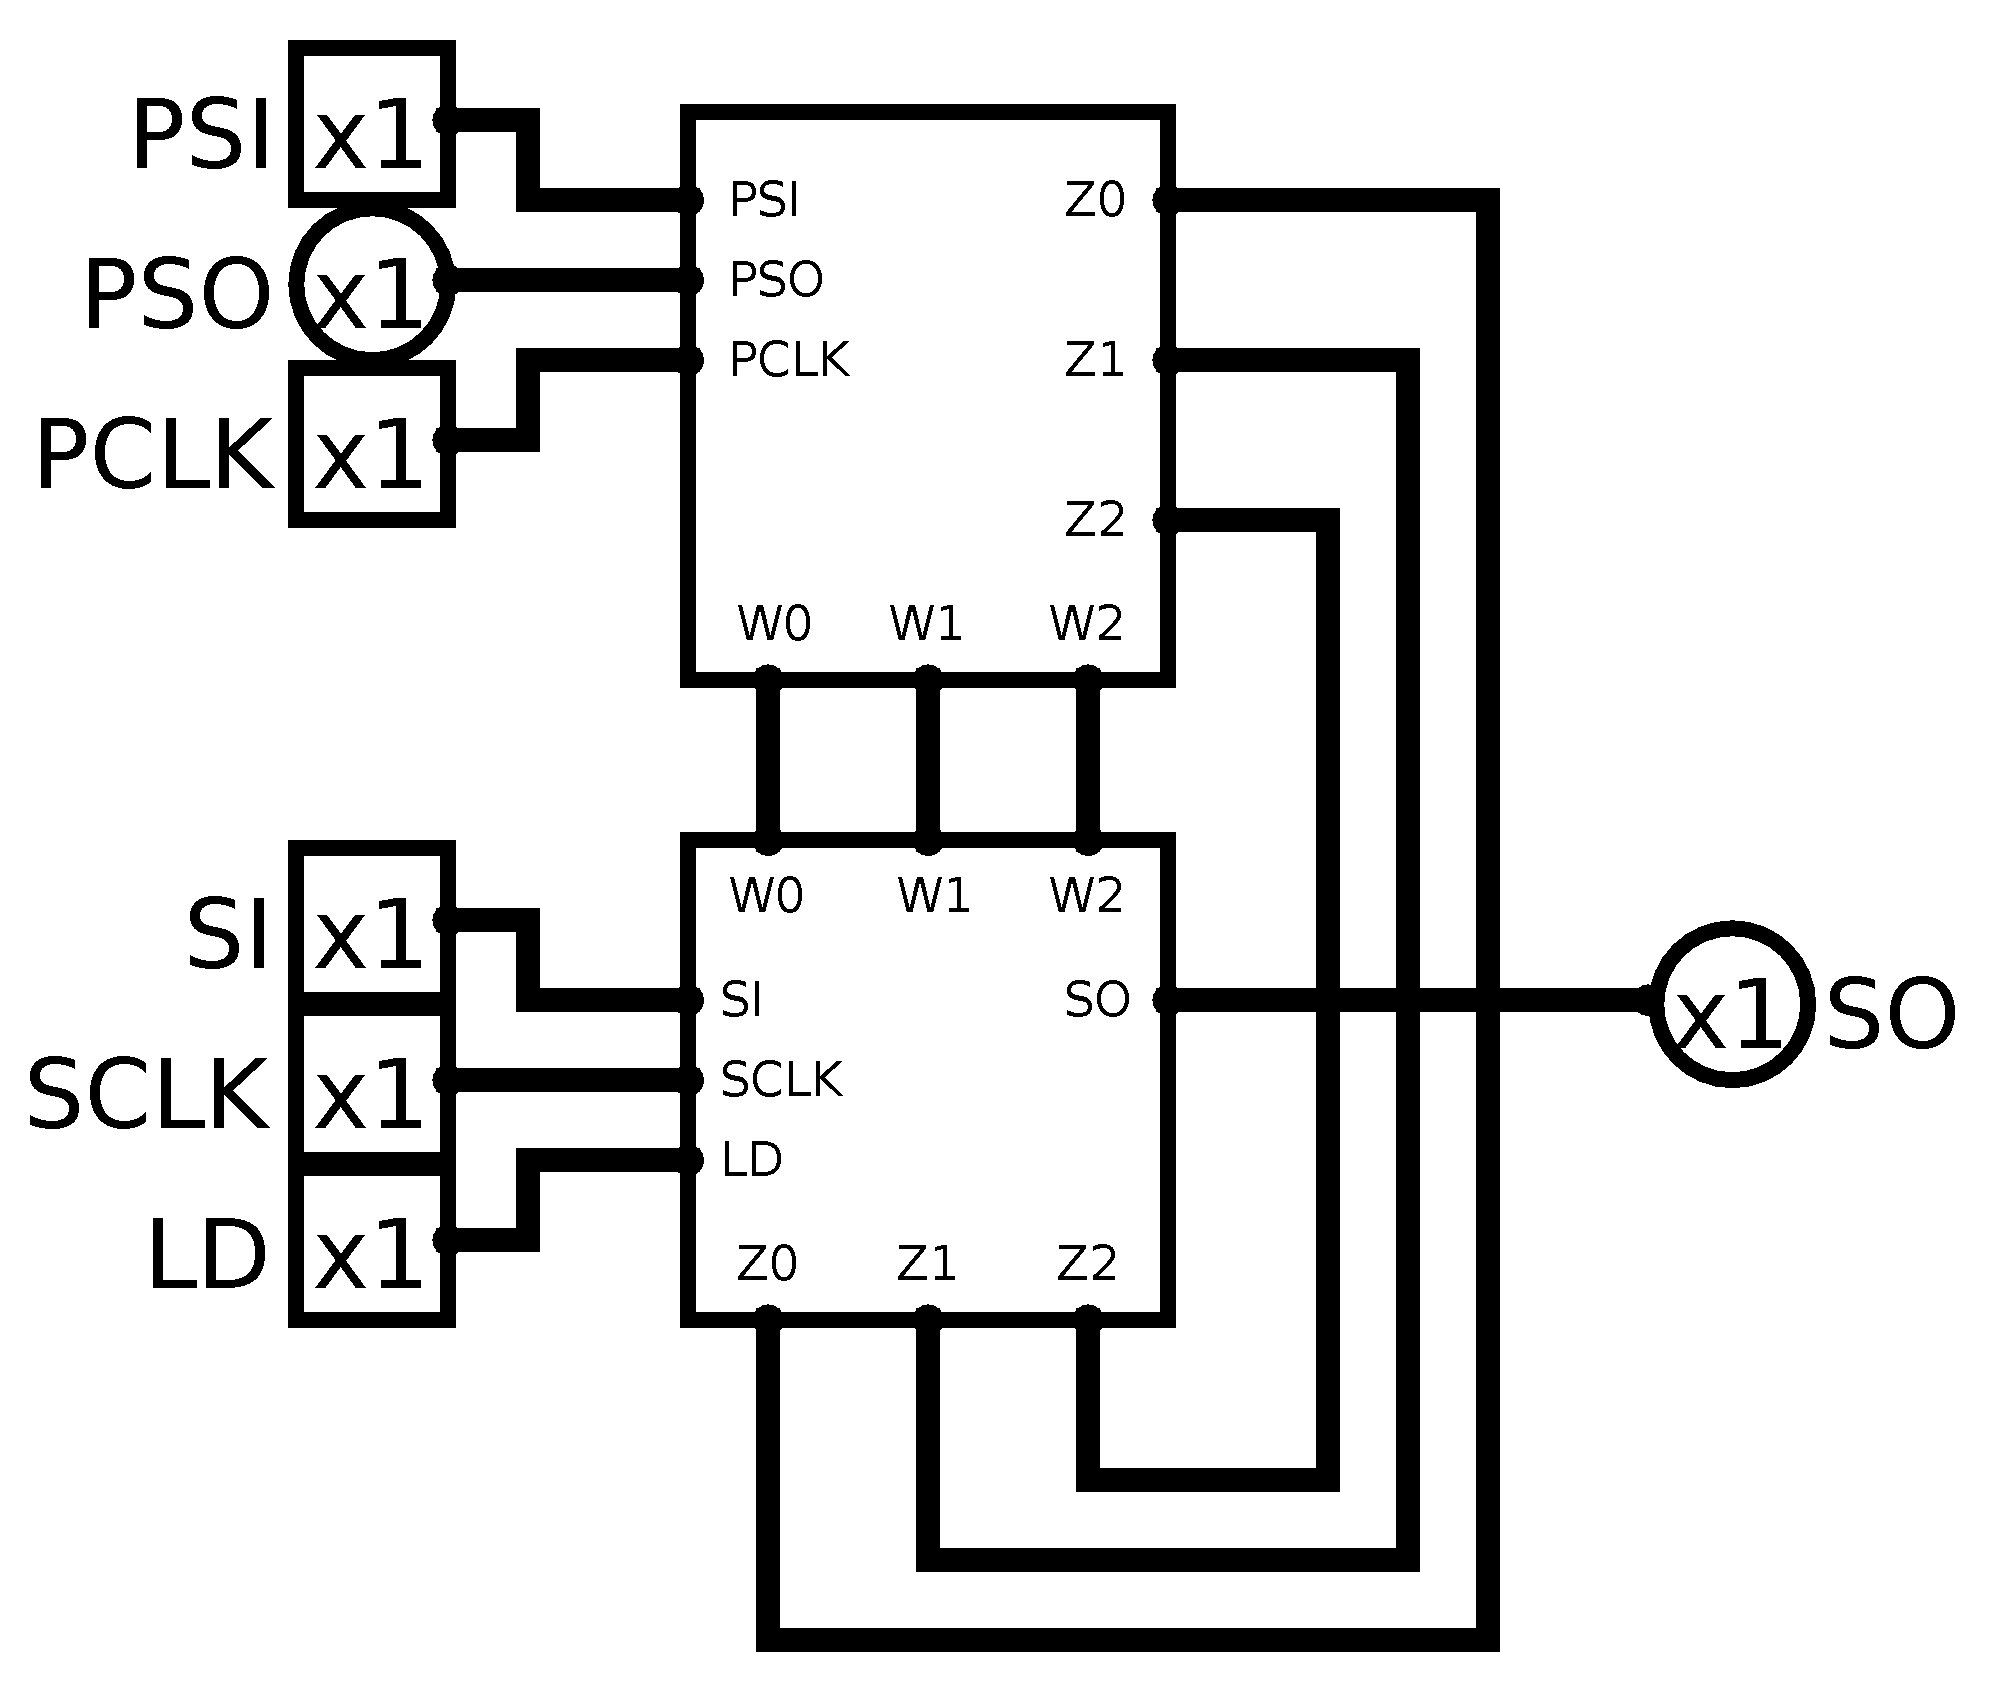 PSI x1
PSO x1
PCLK x1
PSI Z0
PSO
PCLK Z1
Z2
W0 W1 W2
W0 W1 W2
SI x1
SCLK x1
LD x1
SI SO
SCLK
LD
Z0 Z1 Z2
x1 SO